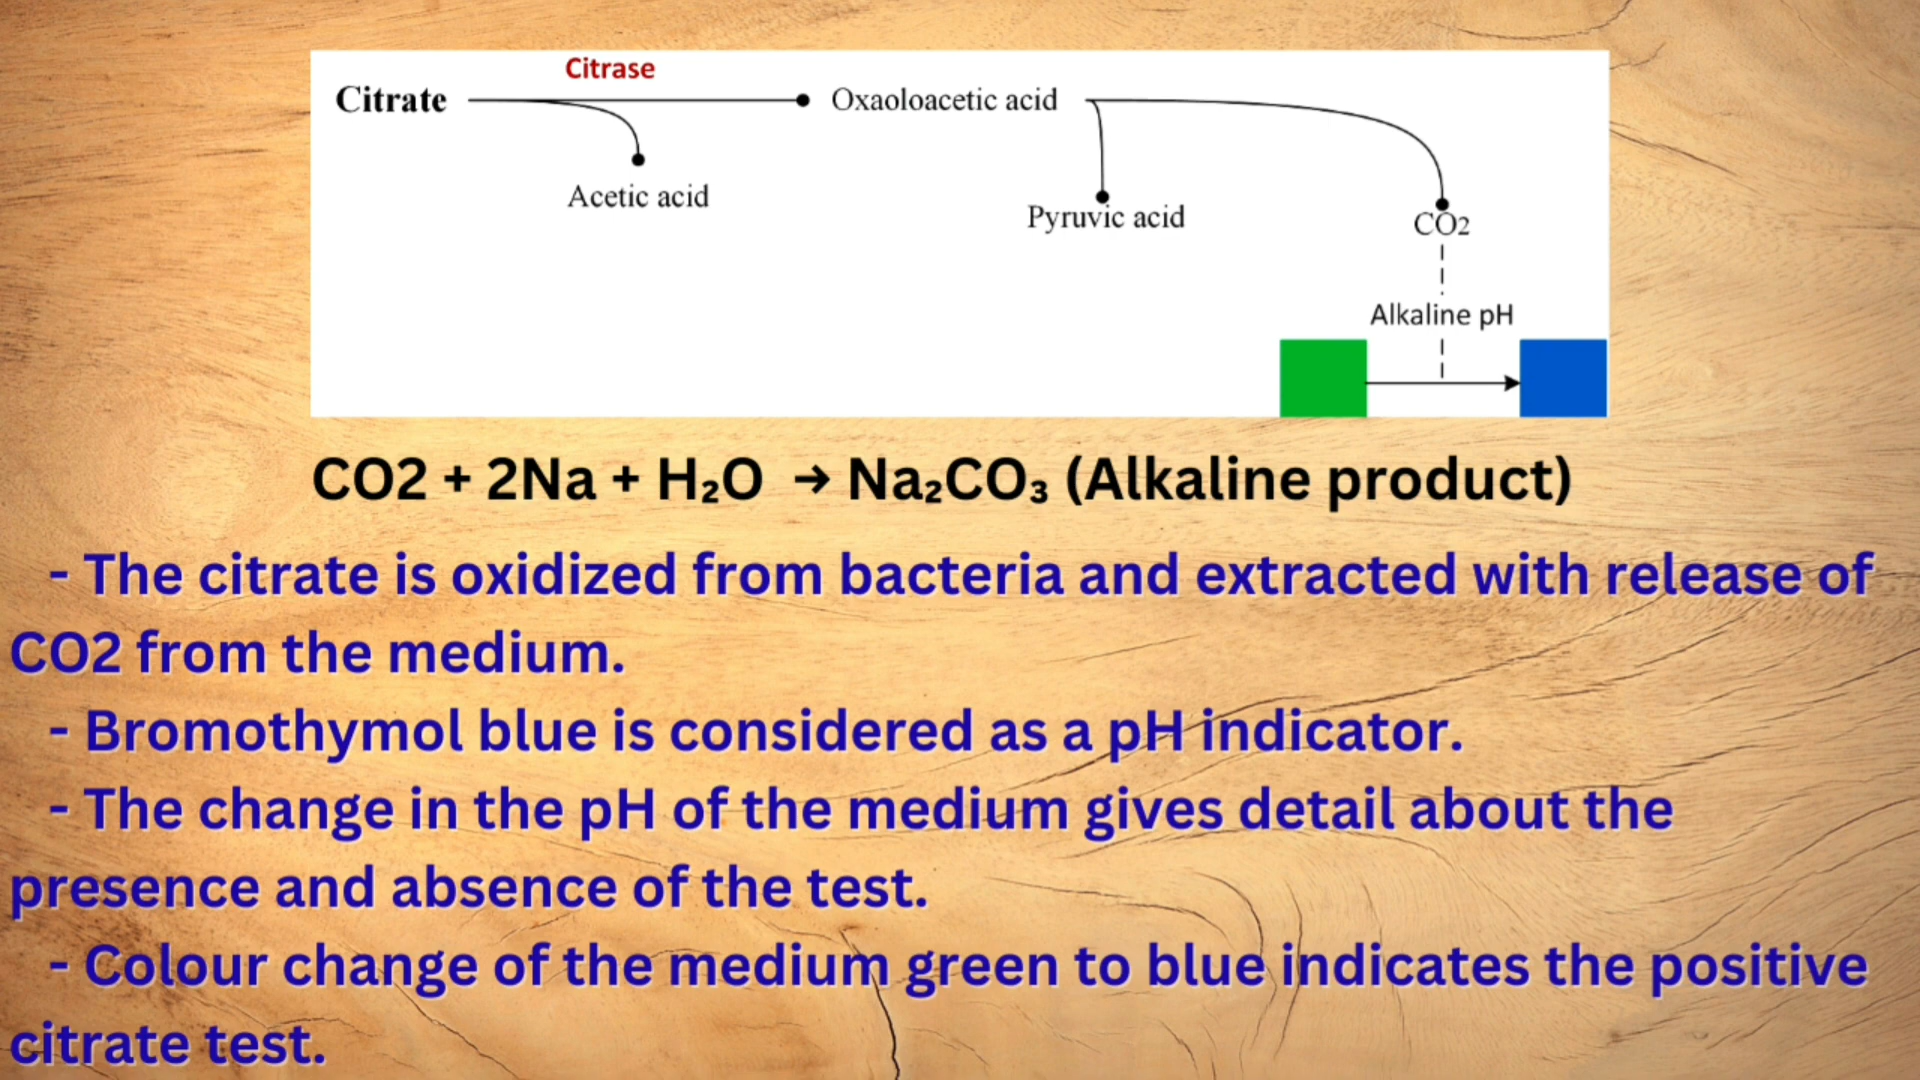 Citrase
Citrate
Oxaoloacetic acid
Acetic acid
Pyruvic acid
CO2
Alkaline pH
CO2 + 2Na + H₂O → Na₂CO₃ (Alkaline product)
- The citrate is oxidized from bacteria and extracted with release of
CO2 from the medium.
- Bromothymol blue is considered as a pH indicator.
- The change in the pH of the medium gives detail about the
presence and absence of the test.
- Colour change of the medium green to blue indicates the positive
citrate test.